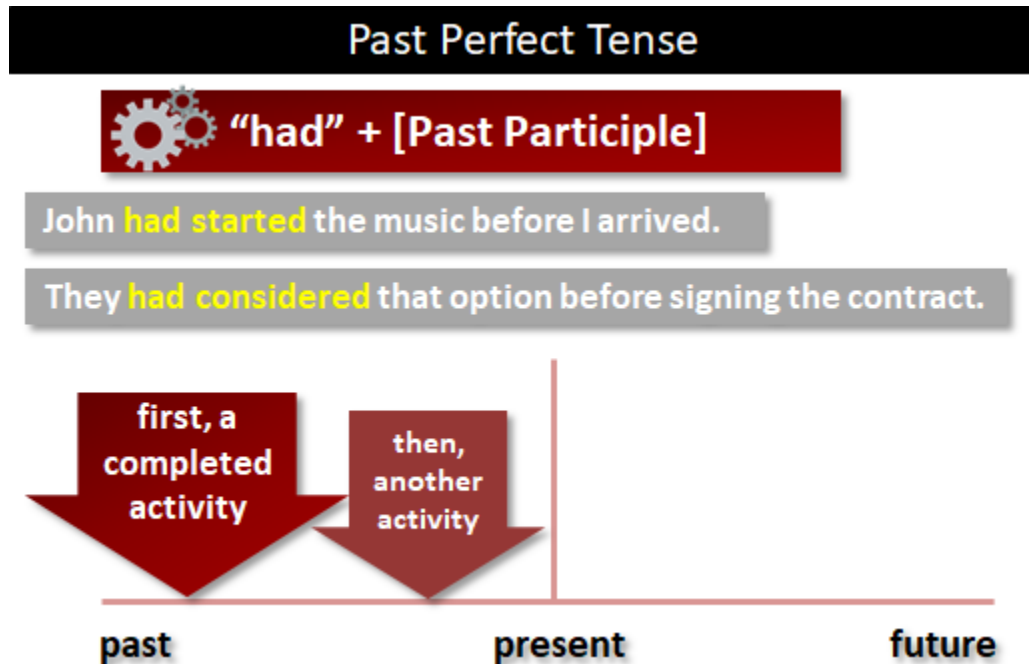 Past Perfect Tense
“had” + [Past Participle]
John had started the music before I arrived.
They had considered that option before signing the contract.
first, a
completed
activity
then,
another
activity
past
present
future